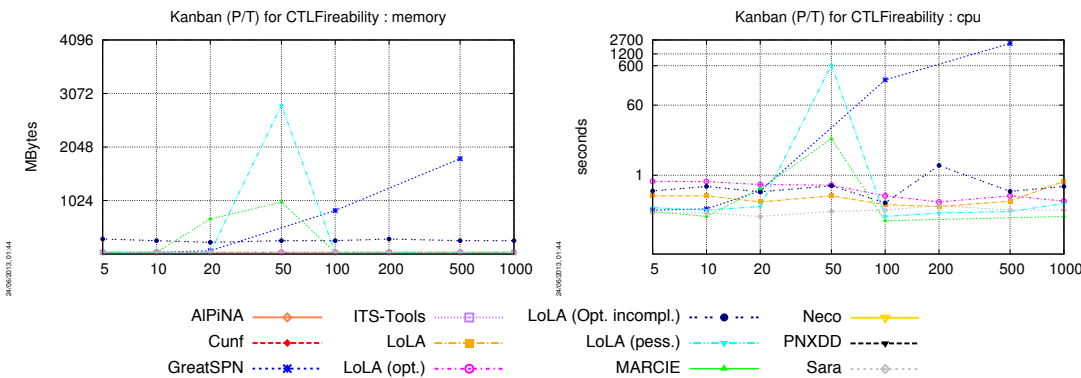 Kanban (P/T) for CTLFireability : memory
4096
3072
2048
1024
MBytes
5 10 20 50 100 200 500 1000
24/06/2013, 01:44
Kanban (P/T) for CTLFireability : cpu
2700
1200
600
60
1
seconds
5 10 20 50 100 200 500 1000
24/06/2013, 01:44
AlPiNA
Cunf
GreatSPN
ITS-Tools
LoLA
LoLA (opt.)
LoLA (Opt. incompl.)
LoLA (pess.)
MARCIE
Neco
PNXDD
Sara